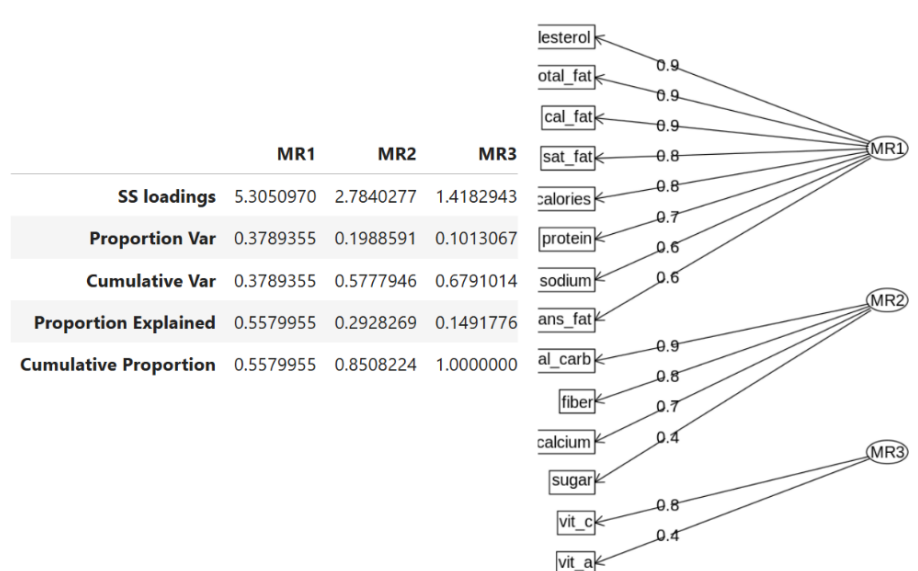 MR1 MR2 MR3
SS loadings 5.3050970 2.7840277 1.4182943
Proportion Var 0.3789355 0.1988591 0.1013067
Cumulative Var 0.3789355 0.5777946 0.6791014
Proportion Explained 0.5579955 0.2928269 0.1491776
Cumulative Proportion 0.5579955 0.8508224 1.0000000
lesterol
otal_fat
cal_fat
sat_fat
calories
protein
sodium
ans_fat
al_carb
fiber
calcium
sugar
vit_c
vit_a
0.9
0.9
0.9
0.8
0.8
0.7
0.6
0.6
0.9
0.8
0.7
0.4
0.8
0.4
MR1
MR2
MR3